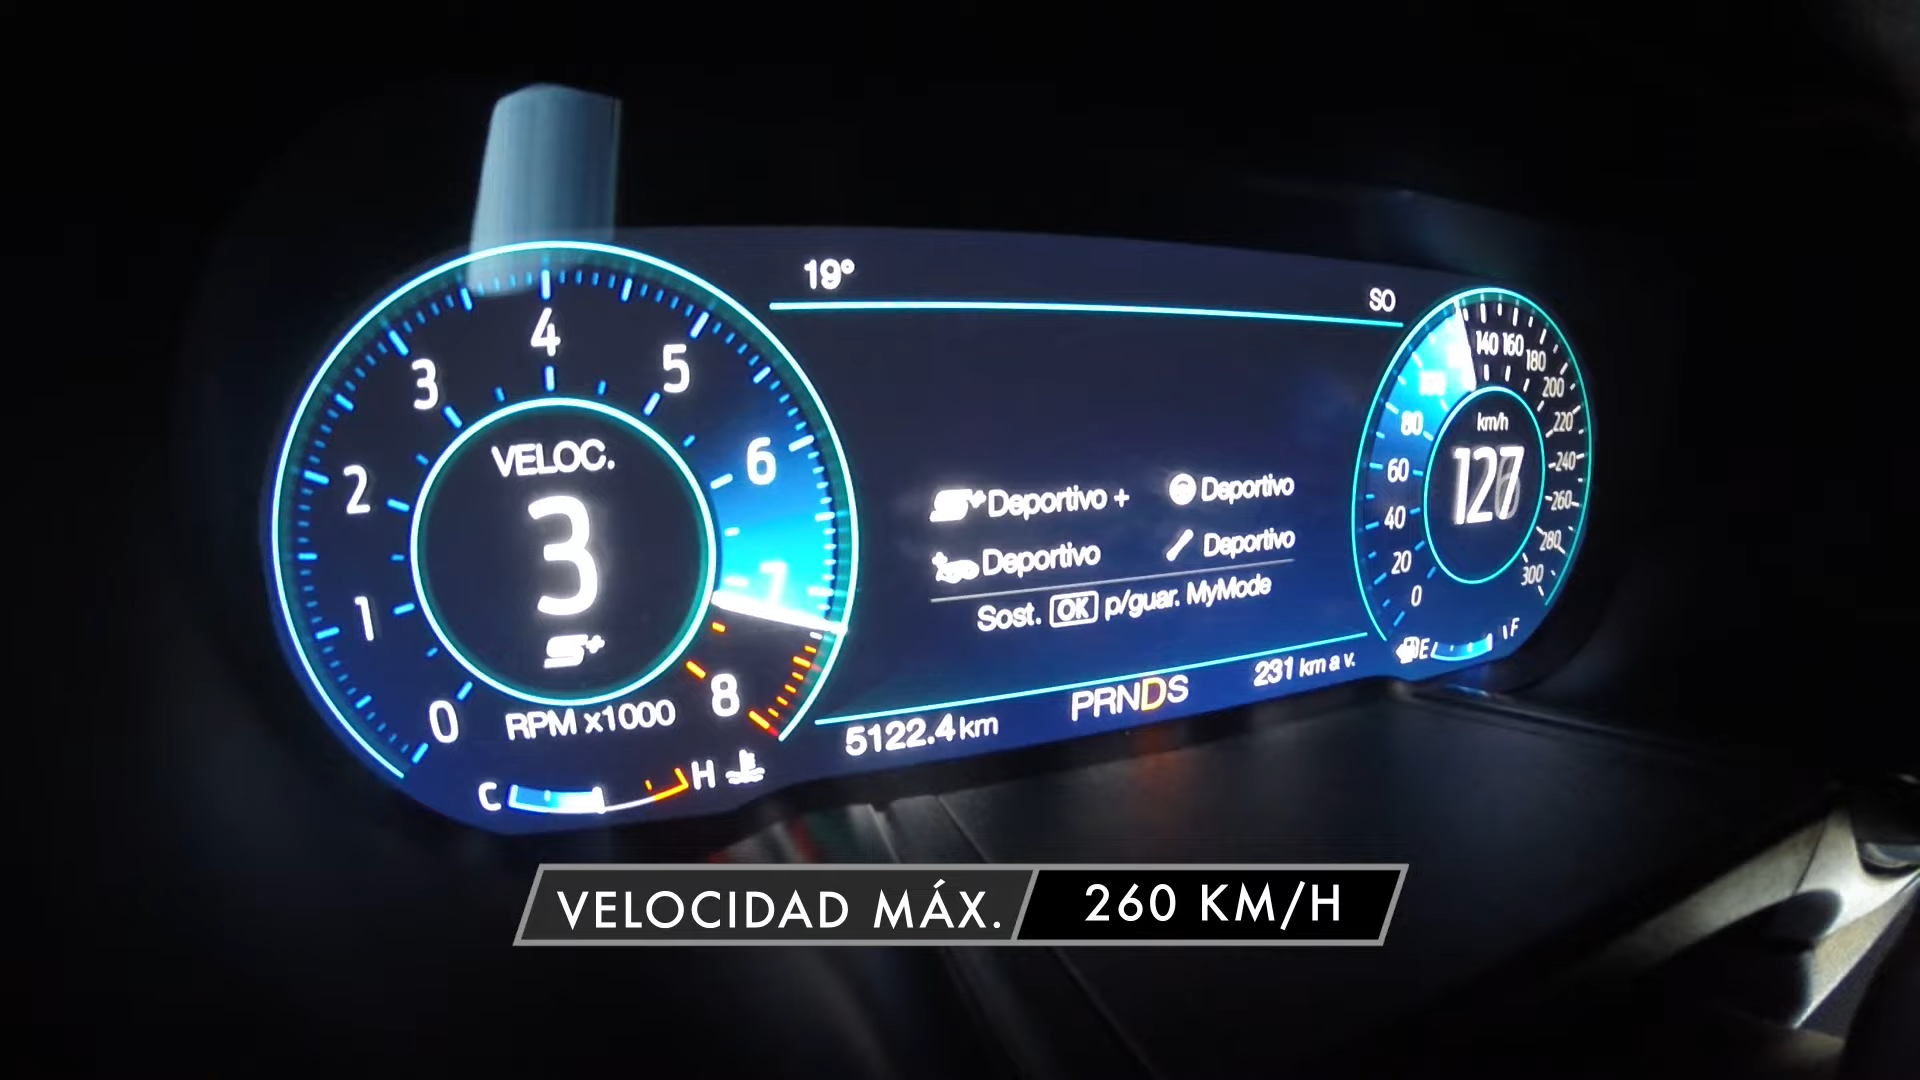 19°
SO
4
3
5
2
6
1
7
0
8
VELOC.
3
S+
RPM x1000
C
H
Deportivo +
Deportivo
Deportivo
Deportivo
Sost. OK p/guar. MyMode
5122.4 km
PRNDS
231 km a v.
km/h
0
20
40
60
80
100
140
160
180
200
220
240
260
280
300
E
F
VELOCIDAD MÁX.
260 KM/H